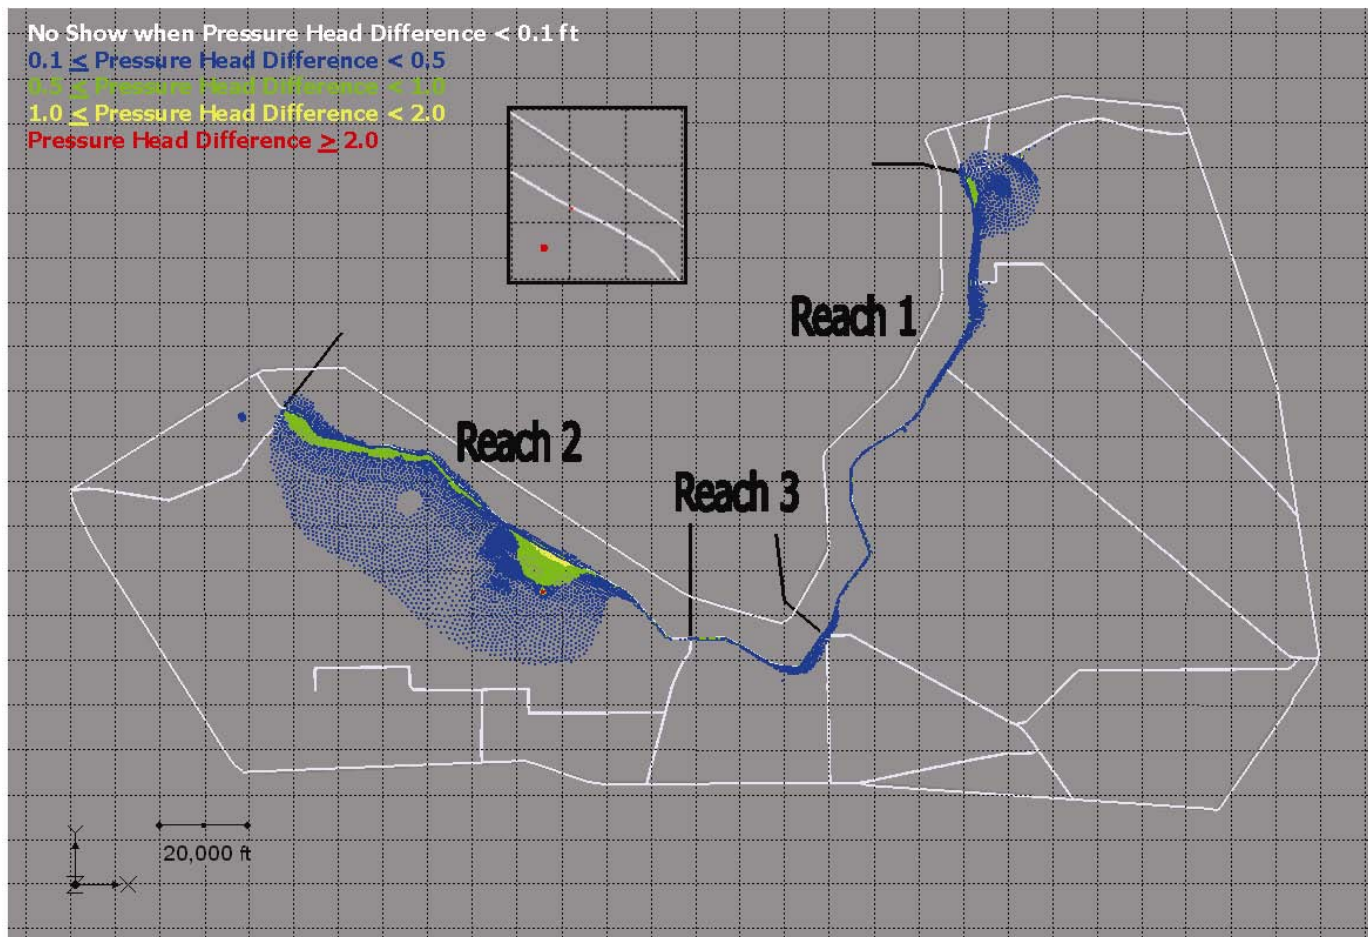 No Show when Pressure Head Difference < 0.1 ft
0.1 ≤ Pressure Head Difference < 0.5
0.5 ≤ Pressure Head Difference < 1.0
1.0 ≤ Pressure Head Difference < 2.0
Pressure Head Difference ≥ 2.0
Reach 1
Reach 2
Reach 3
20,000 ft
Y
Z
X